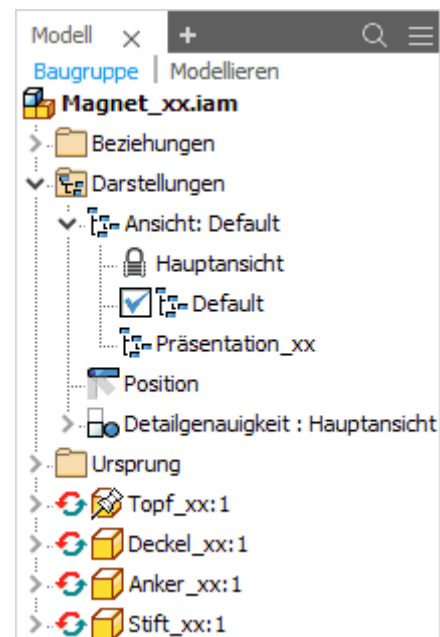 Modell
Baugruppe | Modellieren
Magnet_xx.iam
Beziehungen
Darstellungen
Ansicht: Default
Hauptansicht
Default
Präsentation_xx
Position
Detailgenauigkeit : Hauptansicht
Ursprung
Topf_xx:1
Deckel_xx:1
Anker_xx:1
Stift_xx:1